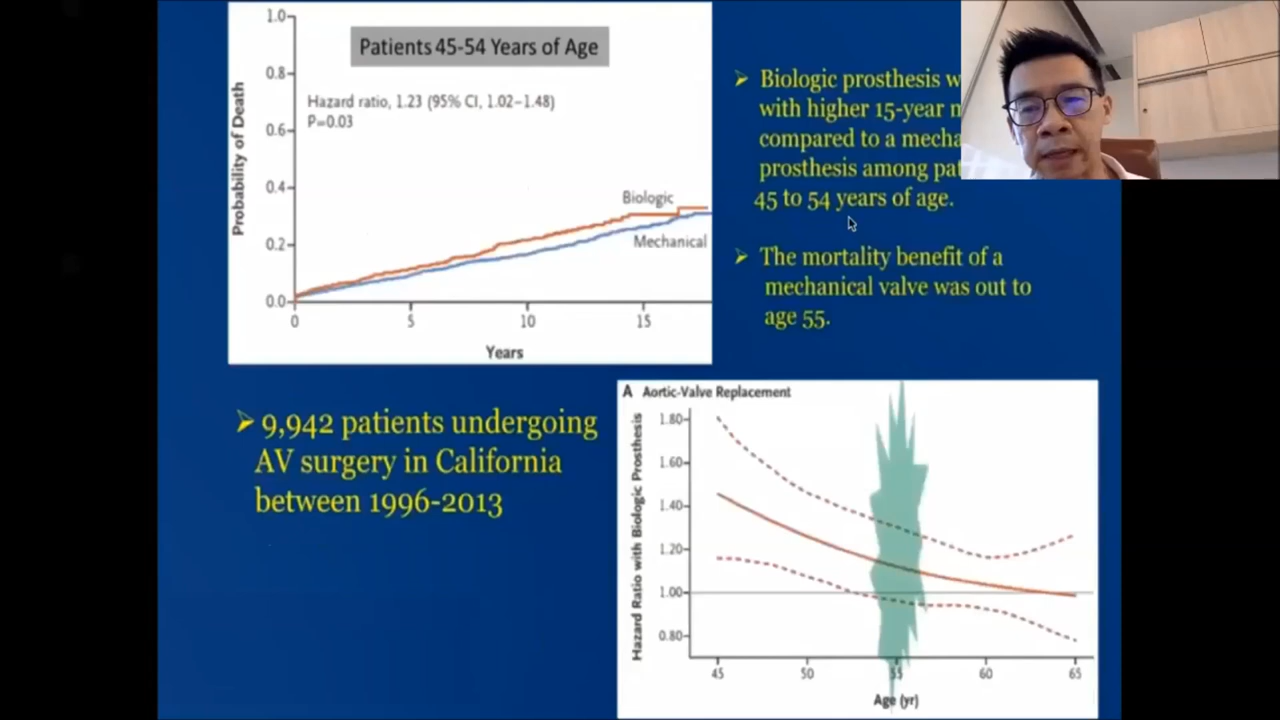 1.0
Patients 45-54 Years of Age
0.8
Hazard ratio, 1.23 (95% CI, 1.02–1.48)
P=0.03
0.6
0.4
0.2
0.0
Probability of Death
Biologic
Mechanical
0 5 10 15
Years
➢ Biologic prosthesis
with higher 15-year
compared to a
prosthesis among
45 to 54 years of age.
➢ The mortality benefit of a
mechanical valve was out to
age 55.
➢ 9,942 patients undergoing
AV surgery in California
between 1996-2013
A Aortic-Valve Replacement
1.80
1.60
1.40
1.20
1.00
0.80
Hazard Ratio with Biologic Prosthesis
45 50 55 60 65
Age (yr)